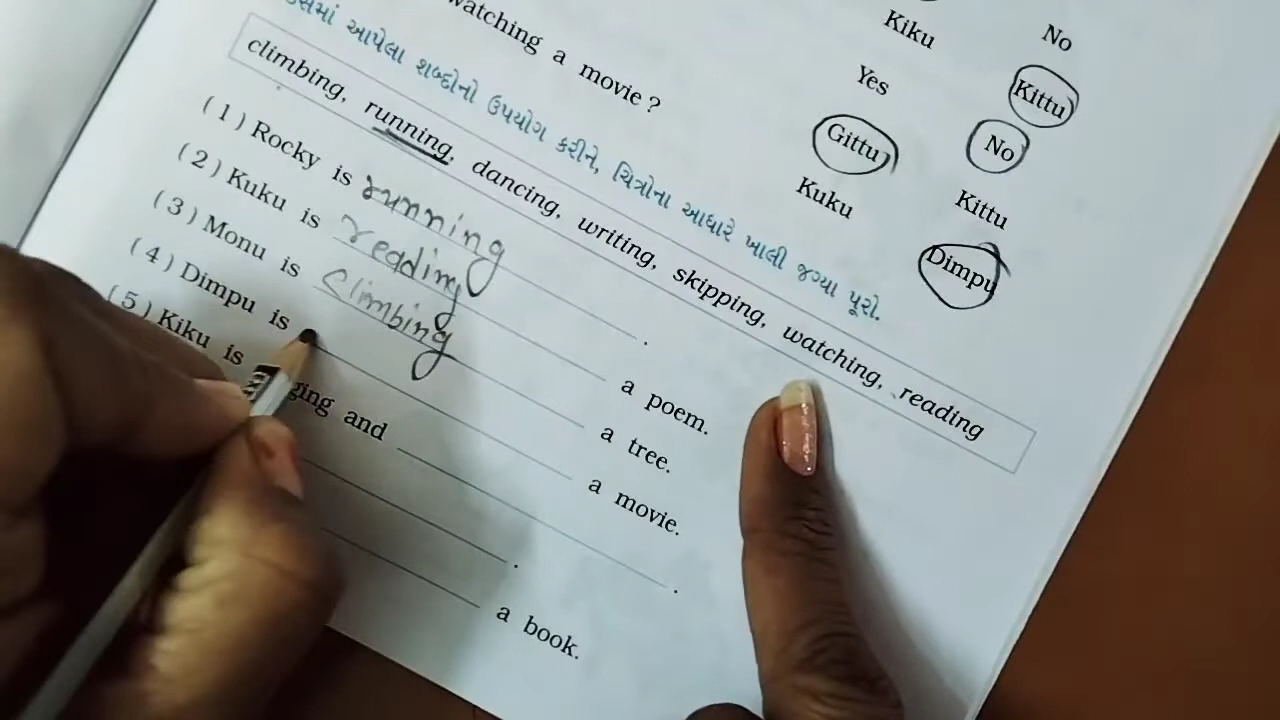 watching a movie ?
Kiku No
Yes Kittu
Gittu No
Kuku Kittu
Dimpu
આપેલા શબ્દોનો ઉપયોગ કરીને, ચિત્રોના આધારે ખાલી જગ્યા પૂરો.
climbing, running, dancing, writing, skipping, watching, reading
( 1 ) Rocky is running .
( 2 ) Kuku is reading a poem.
( 3 ) Monu is Climbing a tree.
( 4 ) Dimpu is a movie.
( 5 ) Kiku is ging and .
.
a book.